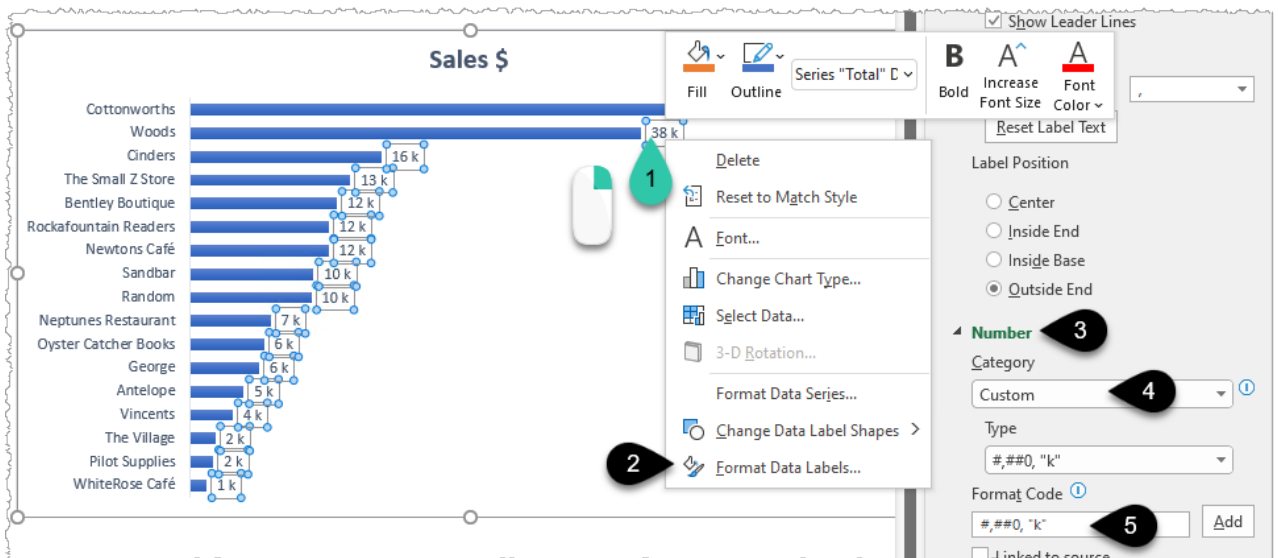 Sales $
Cottonworths
Woods
38 k
Cinders
16 k
The Small Z Store
13 k
Bentley Boutique
12 k
Rockafountain Readers
12 k
Newtons Café
12 k
Sandbar
10 k
Random
10 k
Neptunes Restaurant
7 k
Oyster Catcher Books
6 k
George
6 k
Antelope
5 k
Vincents
4 k
The Village
2 k
Pilot Supplies
2 k
WhiteRose Café
1 k
1
Fill
Outline
Series "Total" D
B
Bold
A^
Increase
Font Size
A
Font
Color
Delete
Reset to Match Style
A Font...
Change Chart Type...
Select Data...
3-D Rotation...
Format Data Series...
Change Data Label Shapes >
2
Format Data Labels...
Show Leader Lines
,
Reset Label Text
Label Position
Center
Inside End
Inside Base
Outside End
Number
3
Category
Custom
4
Type
#,##0, "k"
Format Code
#,##0, "k"
5
Add
Linked to source